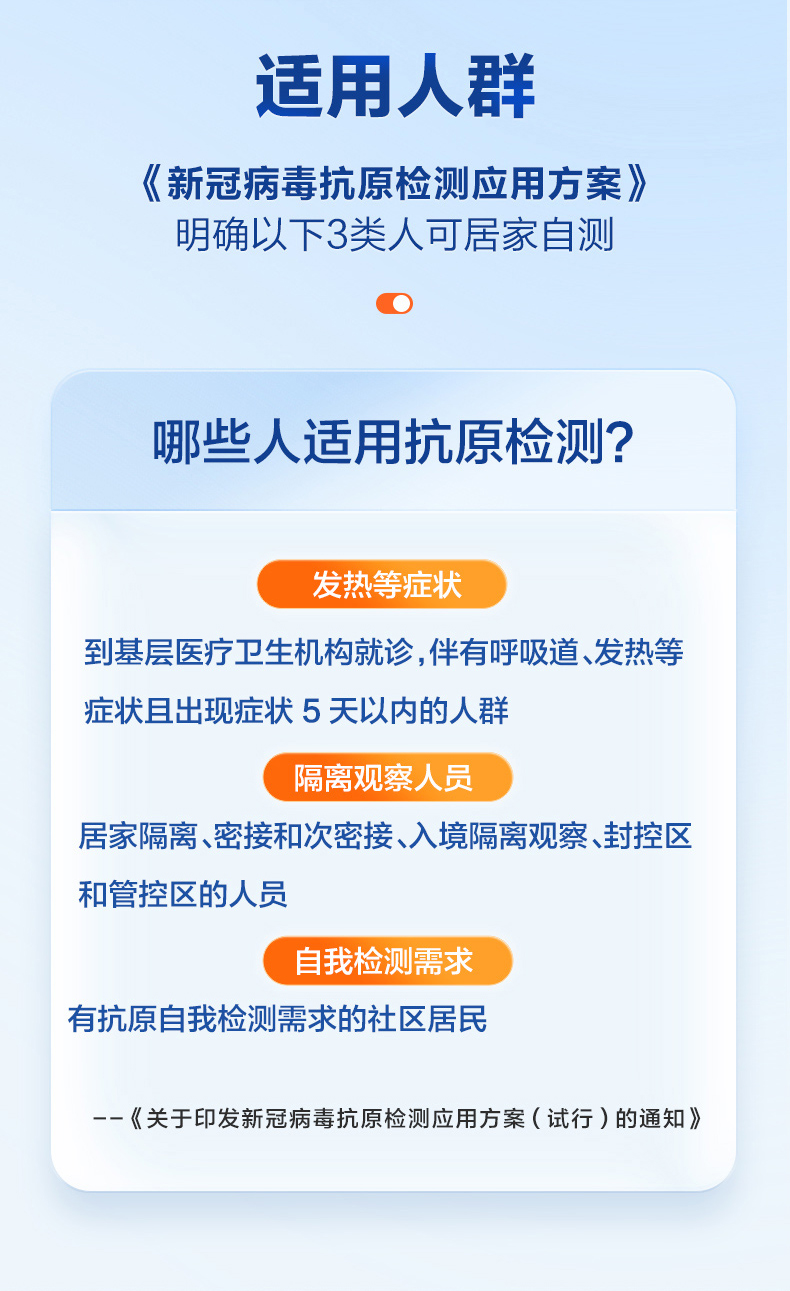 适用人群
《新冠病毒抗原检测应用方案》
明确以下3类人可居家自测
哪些人适用抗原检测?
发热等症状
到基层医疗卫生机构就诊,伴有呼吸道、发热等
症状且出现症状 5 天以内的人群
隔离观察人员
居家隔离、密接和次密接、入境隔离观察、封控区
和管控区的人员
自我检测需求
有抗原自我检测需求的社区居民
--《关于印发新冠病毒抗原检测应用方案(试行)的通知》